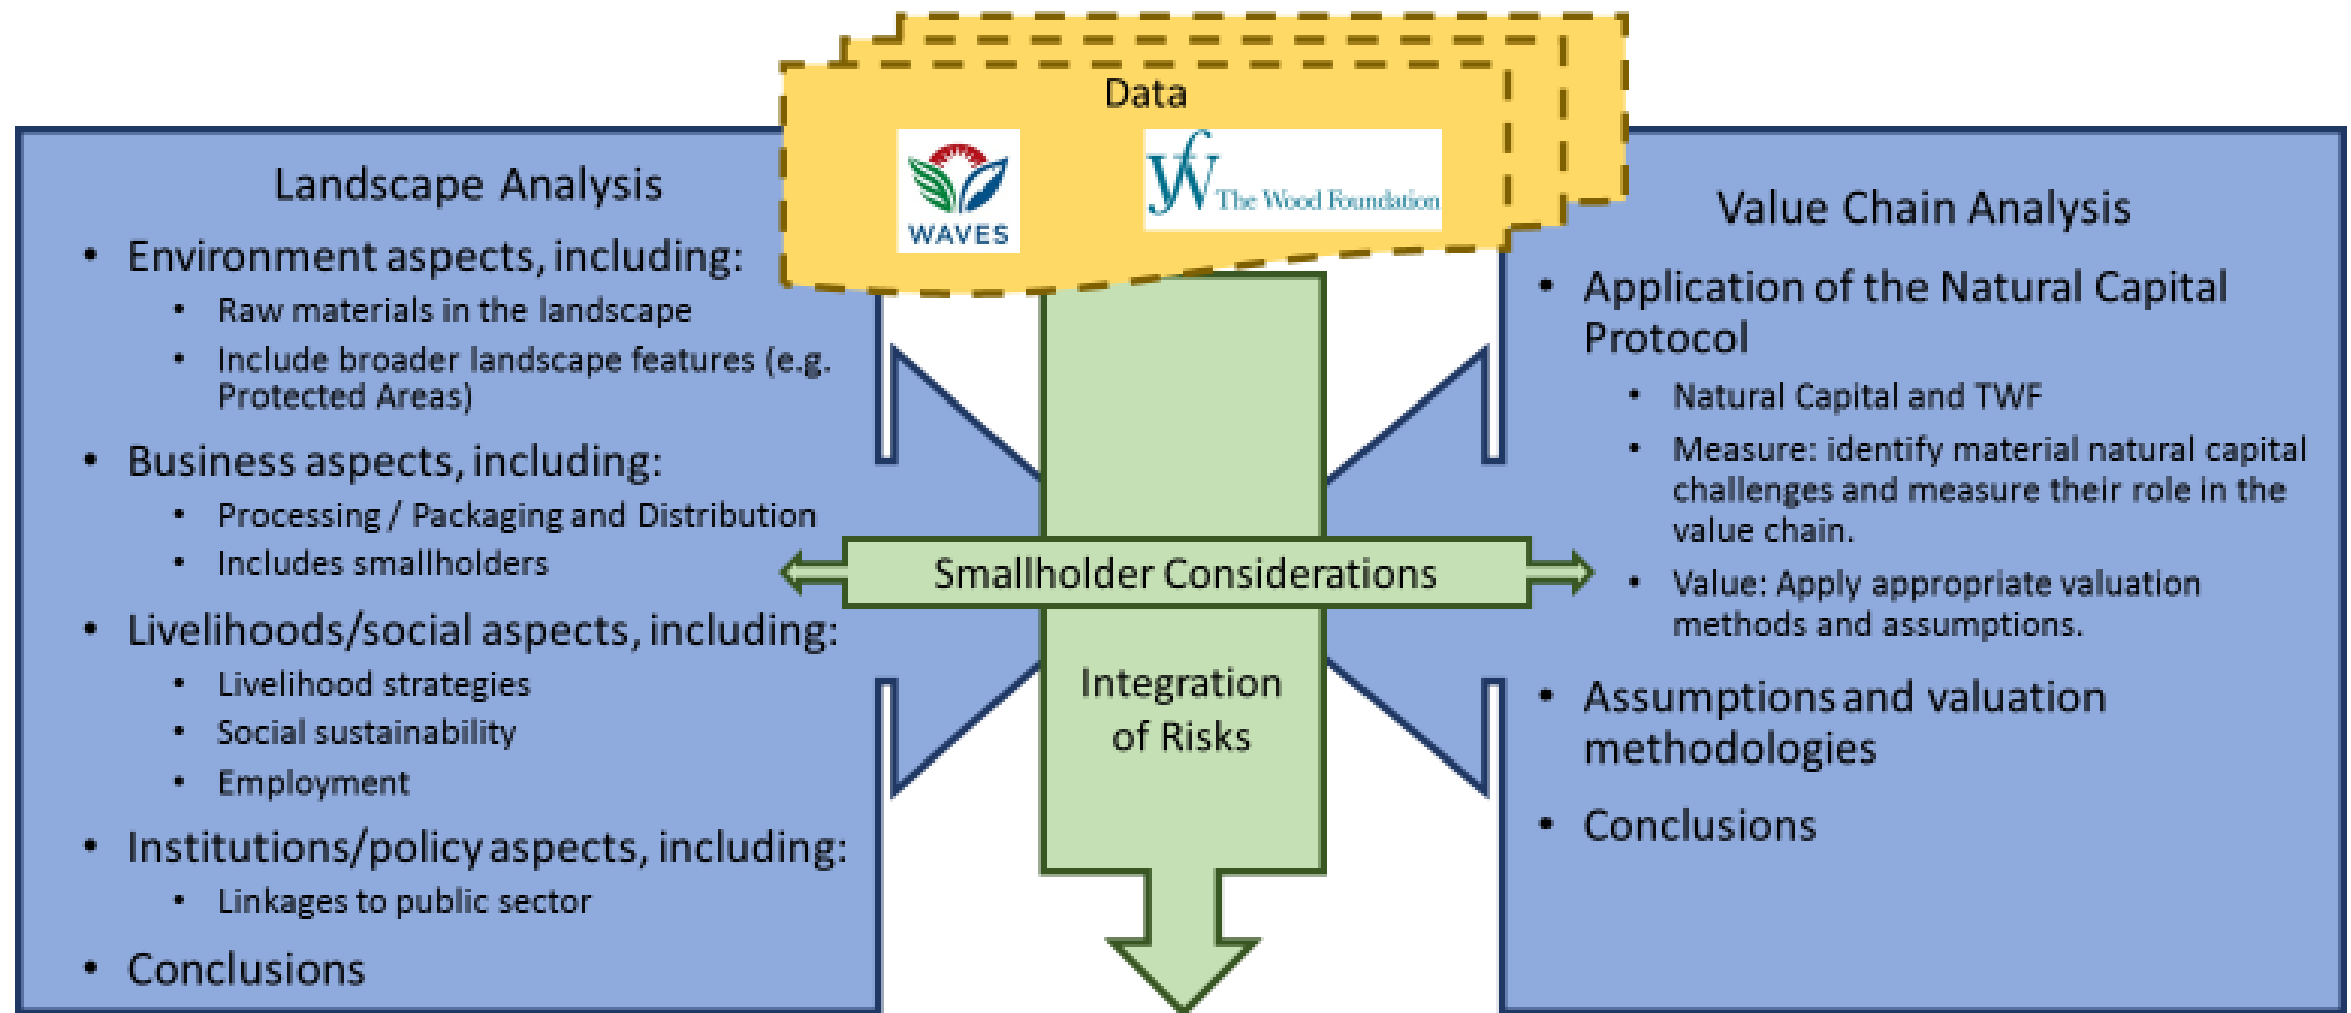 Data
WAVES
yfW The Wood Foundation
Landscape Analysis
• Environment aspects, including:
• Raw materials in the landscape
• Include broader landscape features (e.g.
Protected Areas)
• Business aspects, including:
• Processing / Packaging and Distribution
• Includes smallholders
• Livelihoods/social aspects, including:
• Livelihood strategies
• Social sustainability
• Employment
• Institutions/policy aspects, including:
• Linkages to public sector
• Conclusions
Smallholder Considerations
Integration
of Risks
Value Chain Analysis
• Application of the Natural Capital
Protocol
• Natural Capital and TWF
• Measure: identify material natural capital
challenges and measure their role in the
value chain.
• Value: Apply appropriate valuation
methods and assumptions.
• Assumptions and valuation
methodologies
• Conclusions